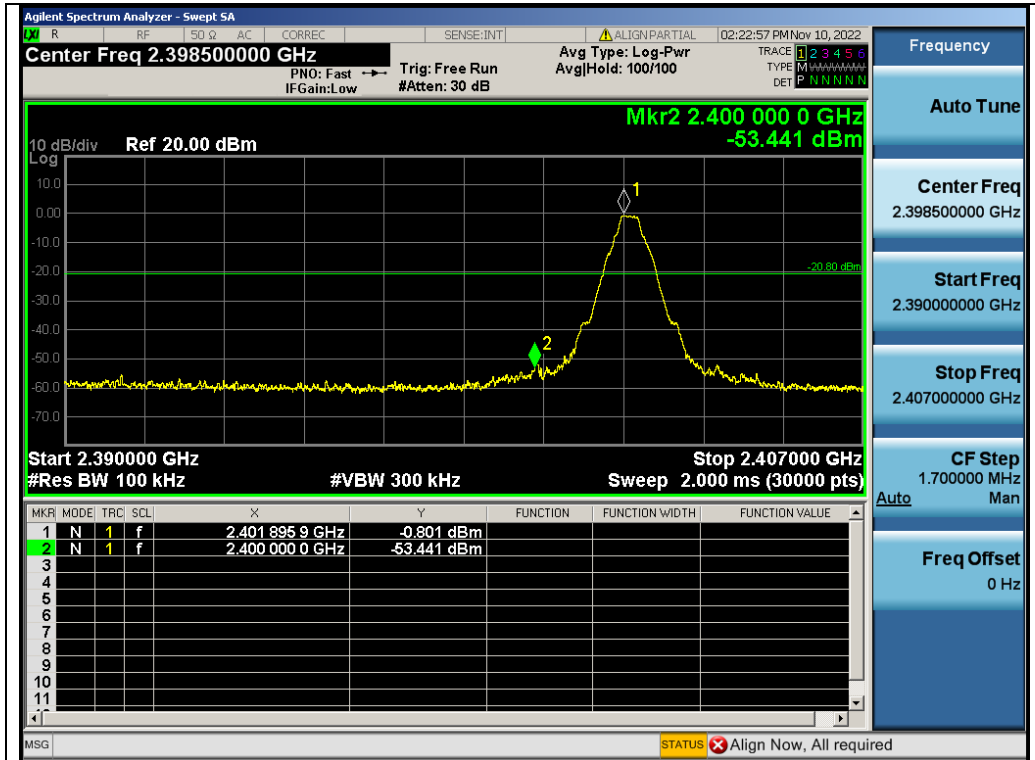 Agilent Spectrum Analyzer - Swept SA
LXI R RF 50 Ω AC CORREC SENSE:INT ALIGN PARTIAL 02:22:57 PM Nov 10, 2022
Center Freq 2.398500000 GHz
PNO: Fast
IFGain:Low
Trig: Free Run
#Atten: 30 dB
Avg Type: Log-Pwr
Avg|Hold: 100/100
TRACE 1 2 3 4 5 6
TYPE M W W W W W
DET P N N N N N
Frequency
Auto Tune
Center Freq
2.398500000 GHz
Start Freq
2.390000000 GHz
Stop Freq
2.407000000 GHz
CF Step
1.700000 MHz
Auto Man
Freq Offset
0 Hz
Mkr2 2.400 000 0 GHz
-53.441 dBm
10 dB/div Ref 20.00 dBm
Log
10.0
0.00
-10.0
-20.0
-30.0
-40.0
-50.0
-60.0
-70.0
1
2
-20.80 dBm
Start 2.390000 GHz Stop 2.407000 GHz
#Res BW 100 kHz #VBW 300 kHz Sweep 2.000 ms (30000 pts)
MKR MODE TRC SCL X Y FUNCTION FUNCTION WIDTH FUNCTION VALUE
1 N 1 f 2.401 895 9 GHz -0.801 dBm
2 N 1 f 2.400 000 0 GHz -53.441 dBm
3
4
5
6
7
8
9
10
11
MSG STATUS Align Now, All required